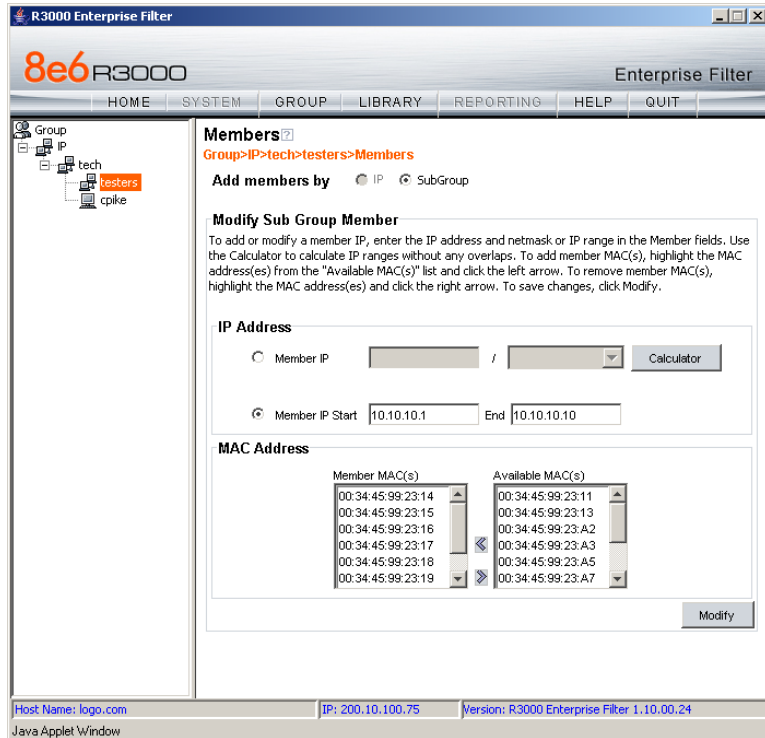 R3000 Enterprise Filter
8e6 R3000
Enterprise Filter
HOME SYSTEM GROUP LIBRARY REPORTING HELP QUIT
Group
IP
tech
testers
cpike
Members?
Group>IP>tech>testers>Members
Add members by IP SubGroup
Modify Sub Group Member
To add or modify a member IP, enter the IP address and netmask or IP range in the Member fields. Use
the Calculator to calculate IP ranges without any overlaps. To add member MAC(s), highlight the MAC
address(es) from the "Available MAC(s)" list and click the left arrow. To remove member MAC(s),
highlight the MAC address(es) and click the right arrow. To save changes, click Modify.
IP Address
Member IP / Calculator
Member IP Start 10.10.10.1 End 10.10.10.10
MAC Address
Member MAC(s) Available MAC(s)
00:34:45:99:23:14 00:34:45:99:23:11
00:34:45:99:23:15 00:34:45:99:23:13
00:34:45:99:23:16 00:34:45:99:23:A2
00:34:45:99:23:17 00:34:45:99:23:A3
00:34:45:99:23:18 00:34:45:99:23:A5
00:34:45:99:23:19 00:34:45:99:23:A7
Modify
Host Name: logo.com IP: 200.10.100.75 Version: R3000 Enterprise Filter 1.10.00.24
Java Applet Window